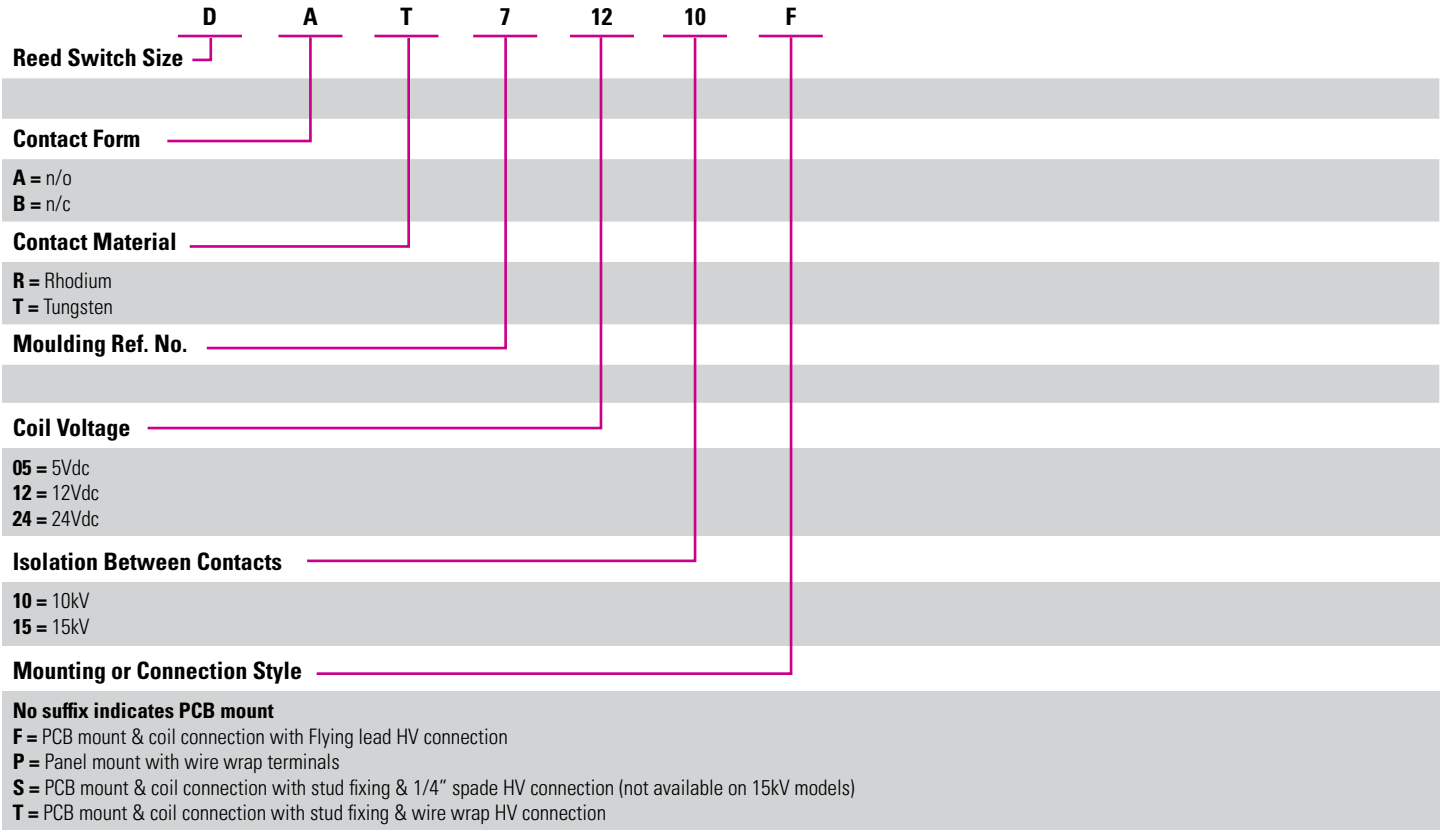 D A T 7 12 10 F
Reed Switch Size
Contact Form
A = n/o
B = n/c
Contact Material
R = Rhodium
T = Tungsten
Moulding Ref. No.
Coil Voltage
05 = 5Vdc
12 = 12Vdc
24 = 24Vdc
Isolation Between Contacts
10 = 10kV
15 = 15kV
Mounting or Connection Style
No suffix indicates PCB mount
F = PCB mount & coil connection with Flying lead HV connection
P = Panel mount with wire wrap terminals
S = PCB mount & coil connection with stud fixing & 1/4” spade HV connection (not available on 15kV models)
T = PCB mount & coil connection with stud fixing & wire wrap HV connection